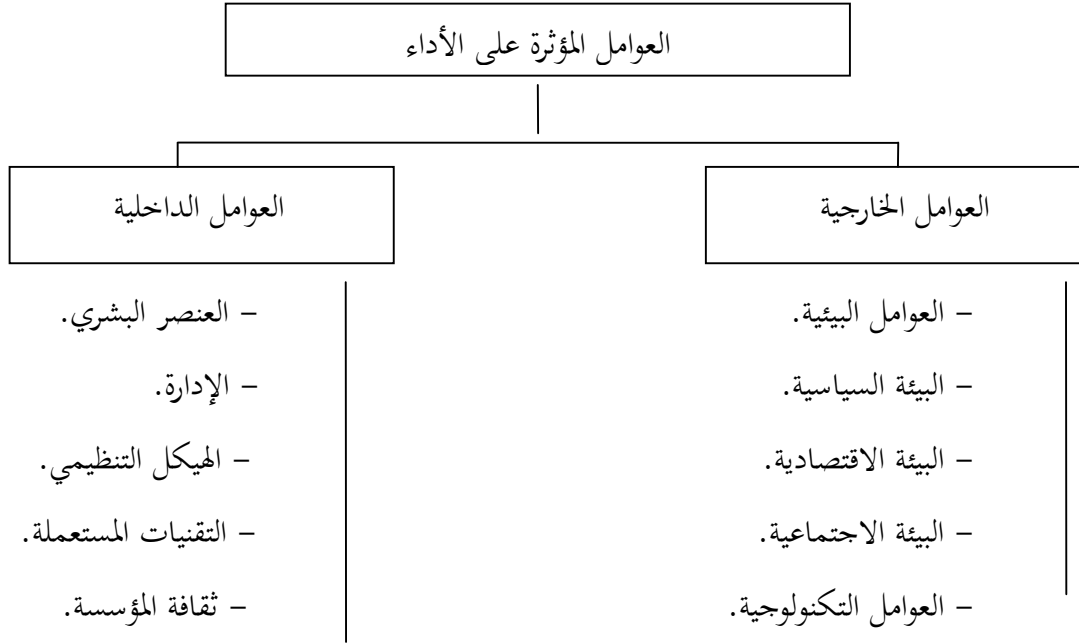 العوامل المؤثرة على الأداء
العوامل الخارجية
– العوامل البيئية.
– البيئة السياسية.
– البيئة الاقتصادية.
– البيئة الاجتماعية.
– العوامل التكنولوجية.
العوامل الداخلية
– العنصر البشري.
– الإدارة.
– الهيكل التنظيمي.
– التقنيات المستعملة.
– ثقافة المؤسسة.